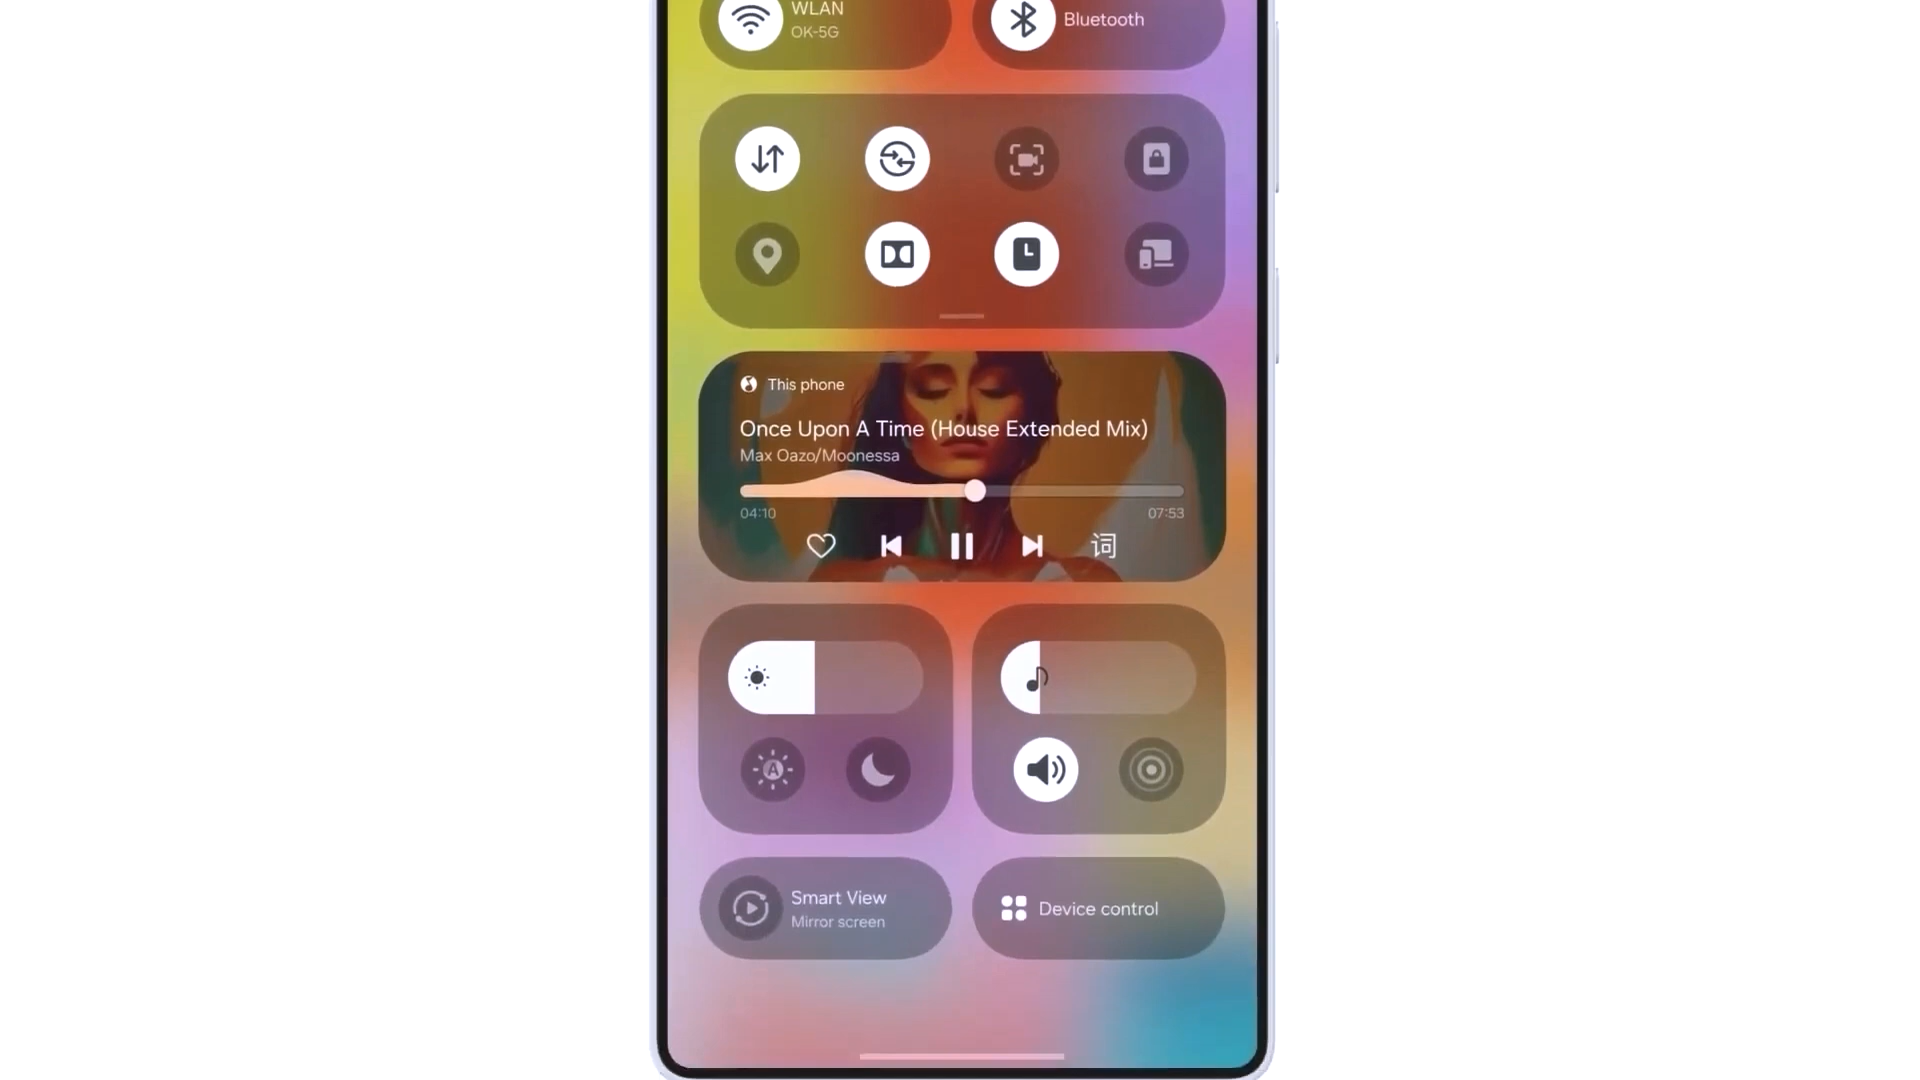 WLAN
OK-5G
Bluetooth
This phone
Once Upon A Time (House Extended Mix)
Max Oazo/Moonessa
04:10
07:53
词
A
Smart View
Mirror screen
Device control